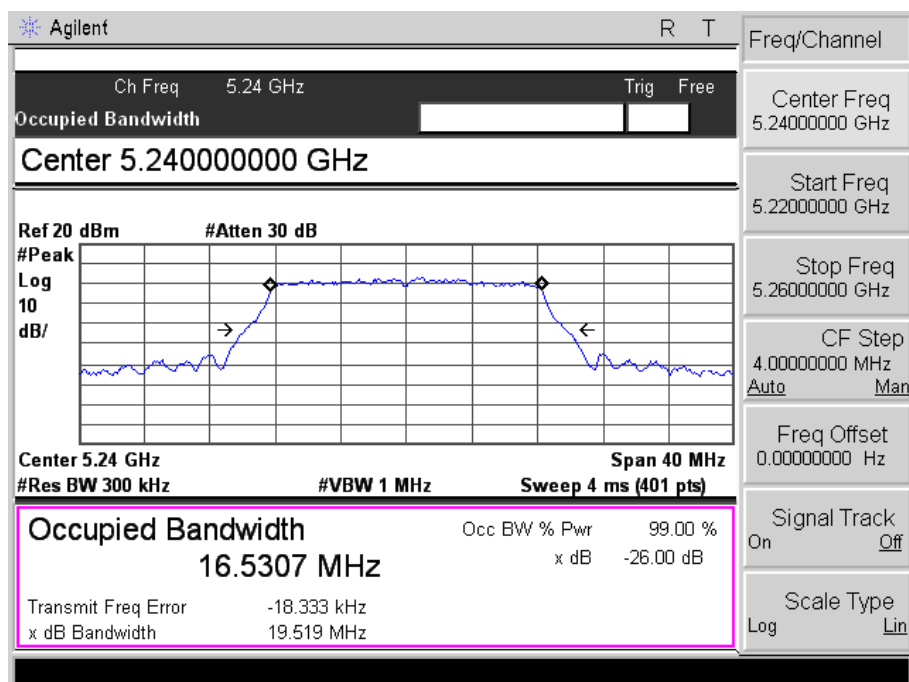 Agilent R T
Ch Freq 5.24 GHz Trig Free
Occupied Bandwidth
Center 5.240000000 GHz
Ref 20 dBm #Atten 30 dB
#Peak
Log
10
dB/
Center 5.24 GHz Span 40 MHz
#Res BW 300 kHz #VBW 1 MHz Sweep 4 ms (401 pts)
Occupied Bandwidth Occ BW % Pwr 99.00 %
16.5307 MHz x dB -26.00 dB
Transmit Freq Error -18.333 kHz
x dB Bandwidth 19.519 MHz
Freq/Channel
Center Freq
5.24000000 GHz
Start Freq
5.22000000 GHz
Stop Freq
5.26000000 GHz
CF Step
4.00000000 MHz
Auto Man
Freq Offset
0.00000000 Hz
Signal Track
On Off
Scale Type
Log Lin